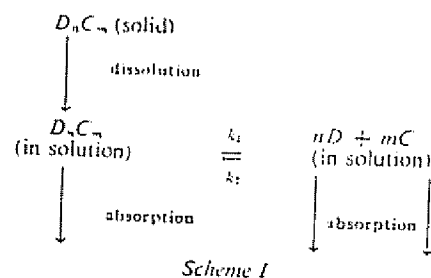 DₙCₘ (solid)
dissolution
DₙCₘ
(in solution)
k₁
⇌
k₂
nD + mC
(in solution)
absorption
absorption
Scheme I